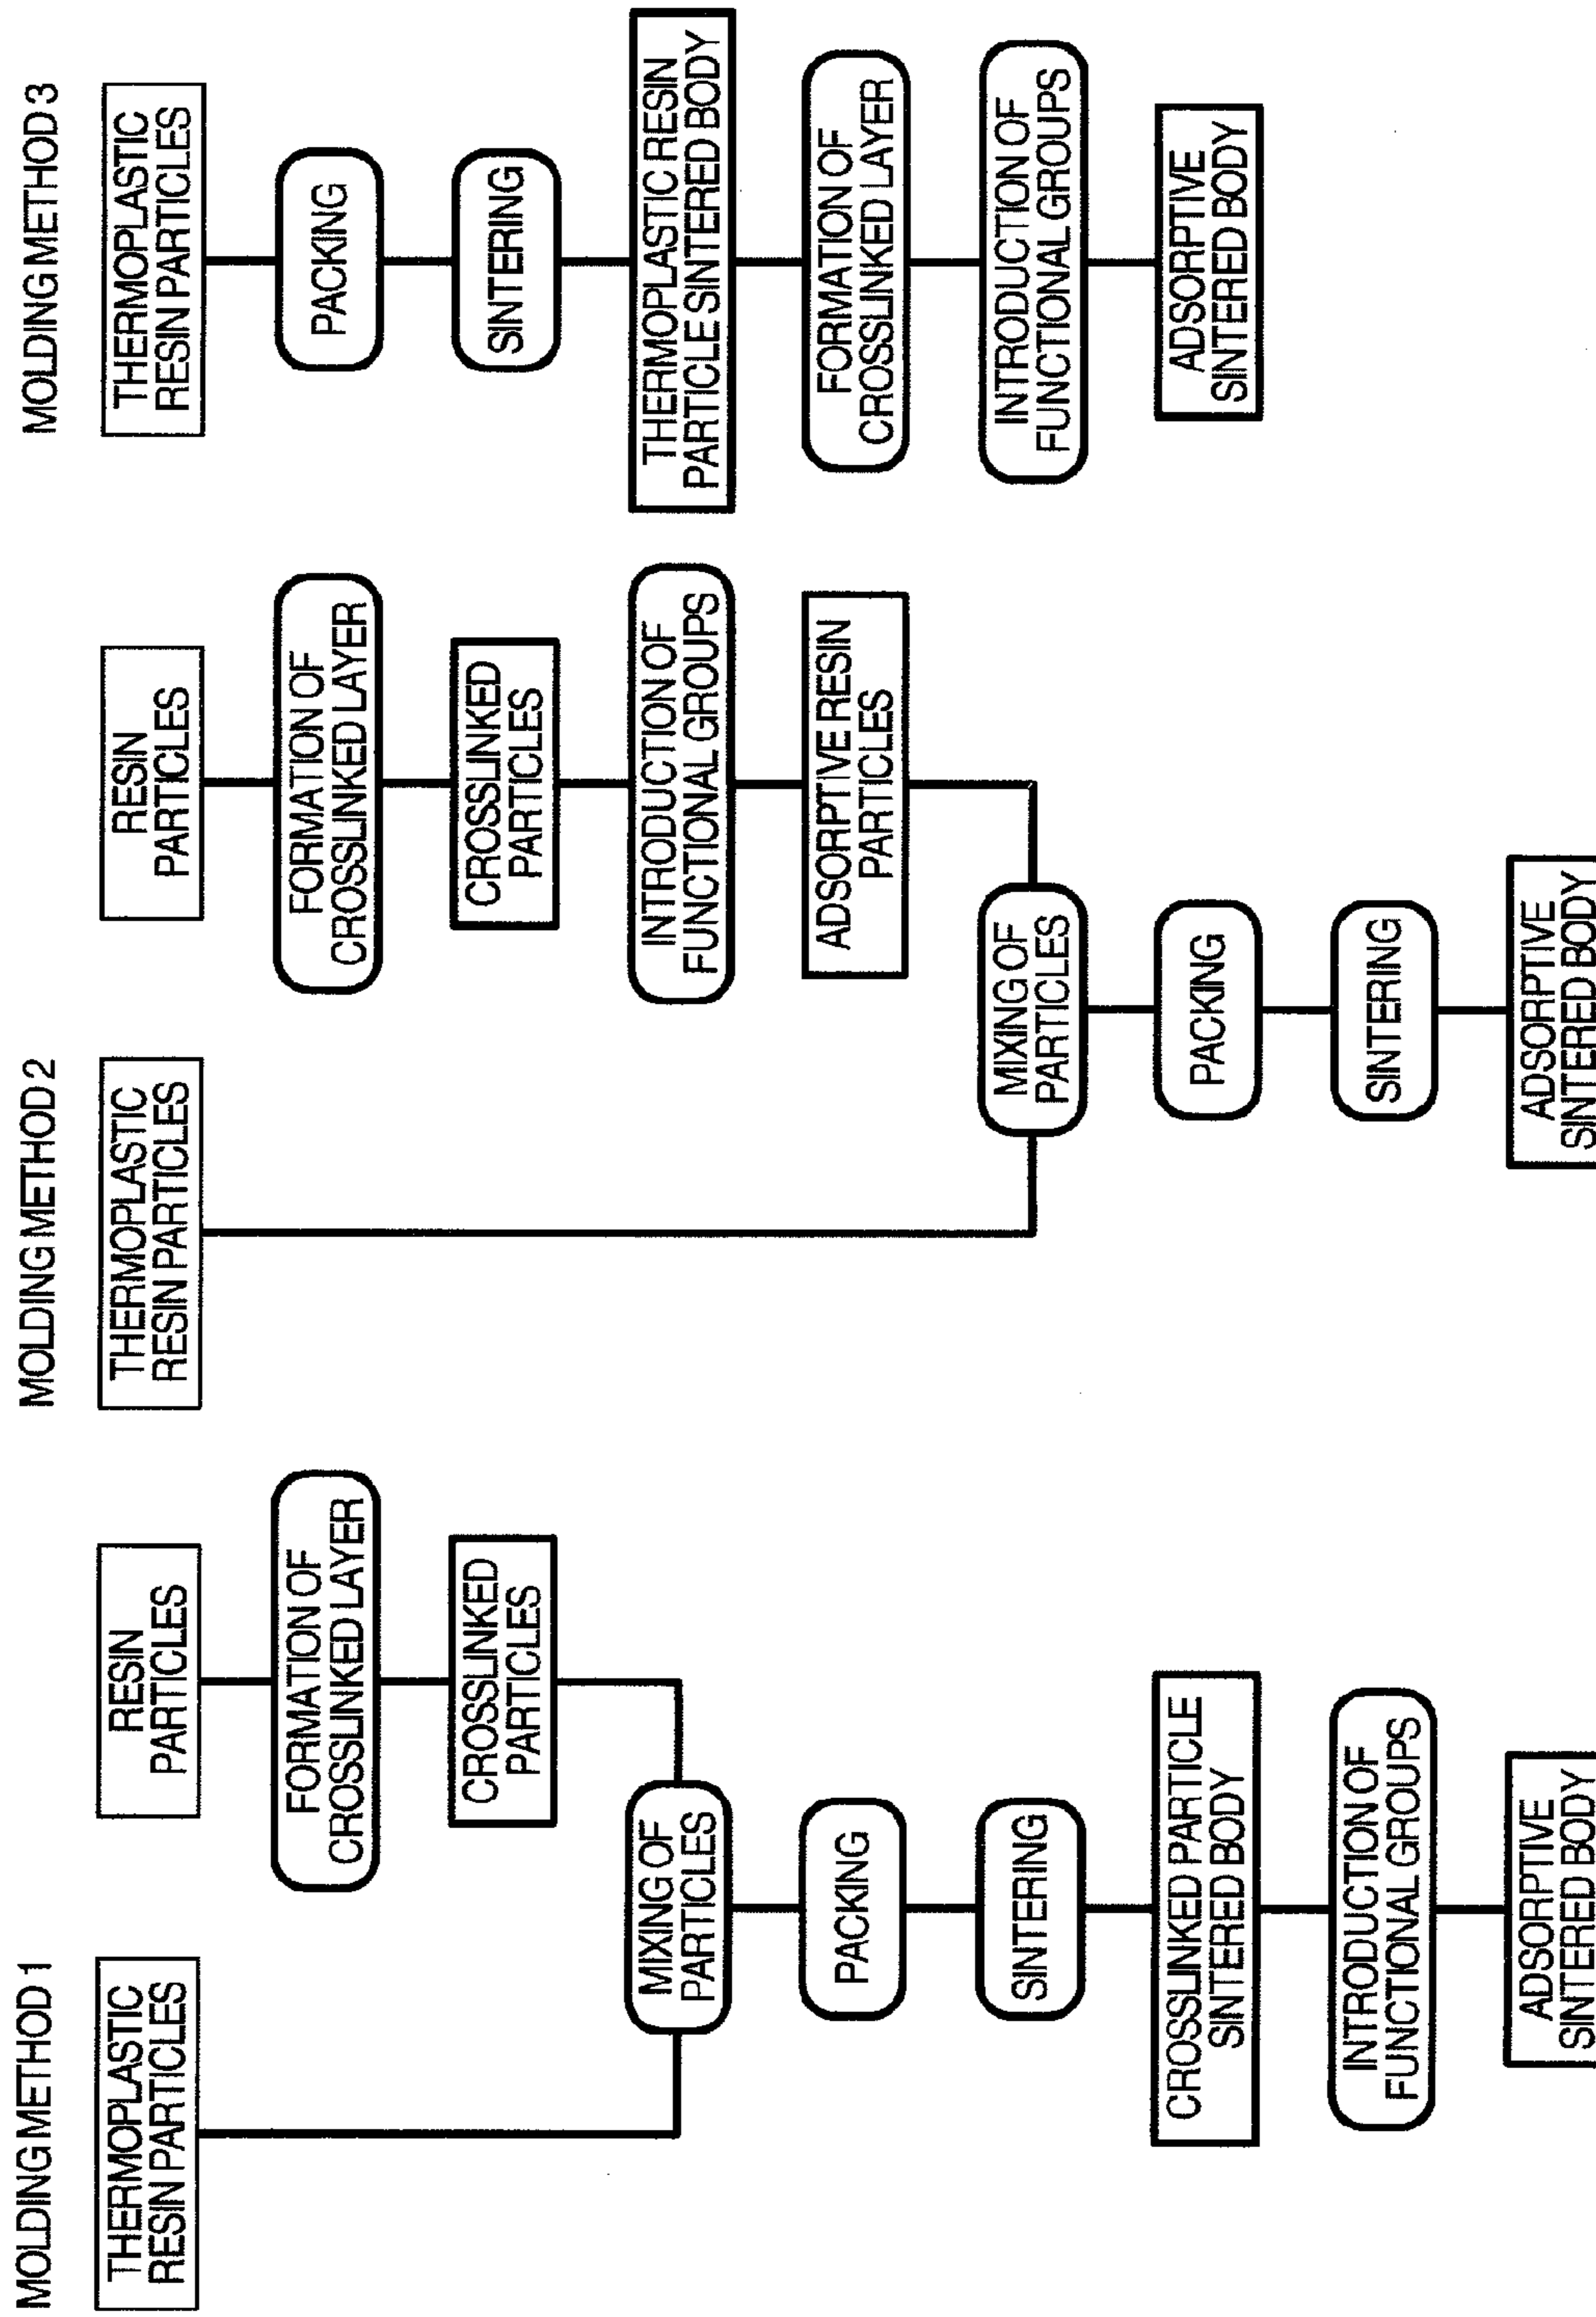 MOLDING METHOD 1
THERMOPLASTIC
RESIN PARTICLES
RESIN
PARTICLES
FORMATION OF
CROSSLINKED LAYER
CROSSLINKED
PARTICLES
MIXING OF
PARTICLES
PACKING
SINTERING
CROSSLINKED PARTICLE
SINTERED BODY
INTRODUCTION OF
FUNCTIONAL GROUPS
ADSORPTIVE
SINTERED BODY
MOLDING METHOD 2
THERMOPLASTIC
RESIN PARTICLES
RESIN
PARTICLES
FORMATION OF
CROSSLINKED LAYER
CROSSLINKED
PARTICLES
INTRODUCTION OF
FUNCTIONAL GROUPS
ADSORPTIVE RESIN
PARTICLES
MIXING OF
PARTICLES
PACKING
SINTERING
ADSORPTIVE
SINTERED BODY
MOLDING METHOD 3
THERMOPLASTIC
RESIN PARTICLES
PACKING
SINTERING
THERMOPLASTIC RESIN
PARTICLE SINTERED BODY
FORMATION OF
CROSSLINKED LAYER
INTRODUCTION OF
FUNCTIONAL GROUPS
ADSORPTIVE
SINTERED BODY